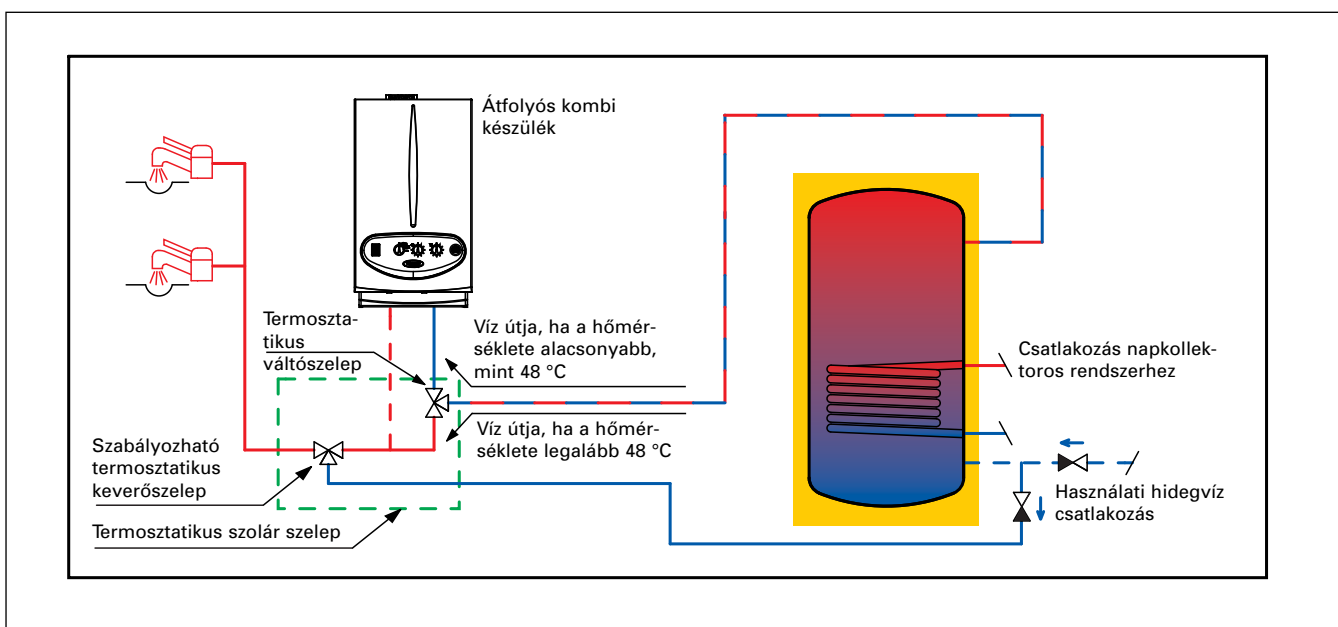 Átfolyós kombi
készülék
Termoszta-
tikus
váltószelep
Víz útja, ha a hőmér-
séklete alacsonyabb,
mint 48 °C
Csatlakozás napkollek-
toros rendszerhez
Víz útja, ha a hőmér-
séklete legalább 48 °C
Szabályozható
termosztatikus
keverőszelep
Használati hidegvíz
csatlakozás
Termosztatikus szolár szelep